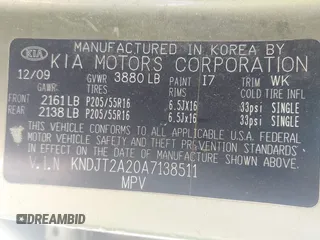 MANUFACTURED IN KOREA BY
KIA KIA MOTORS CORPORATION
12/09 GVWR 3880 LB PAINT I7 TRIM WK
GAWR: TIRES RIMS COLD TIRE INFL
FRONT 2161 LB P205/55R16 6.5JX16 33psi SINGLE
REAR 2138 LB P205/55R16 6.5JX16 33psi SINGLE
THIS VEHICLE CONFORMS TO ALL APPLICABLE U.S.A. FEDERAL
MOTOR VEHICLE SAFETY AND THEFT PREVENTION STANDARDS
IN EFFECT ON THE DATE OF MANUFACTURE SHOWN ABOVE.
V.I.N KNDJT2A20A7138511
MPV
© DREAMBID